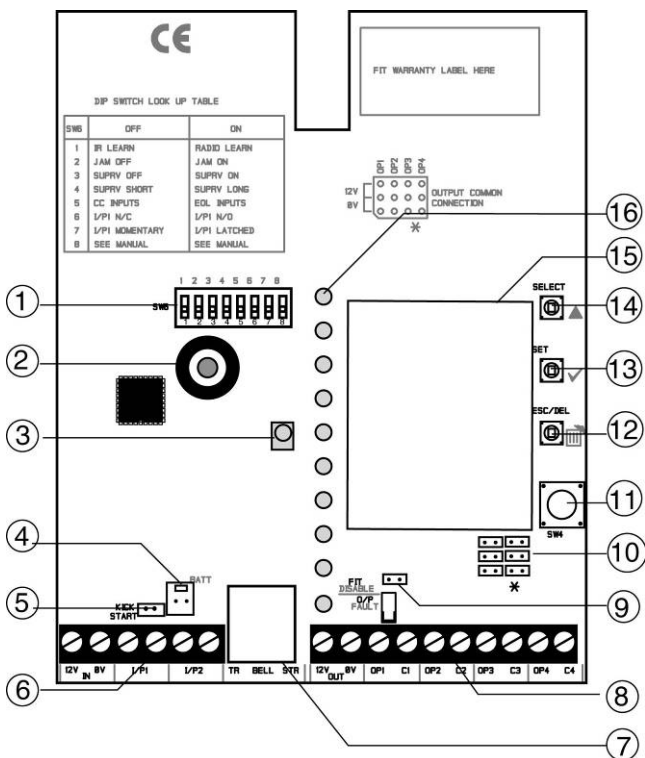 CE
FIT WARRANTY LABEL HERE
DIP SWITCH LOOK UP TABLE
SW6 OFF ON
1 IR LEARN RADIO LEARN
2 JAM OFF JAM ON
3 SUPRV OFF SUPRV ON
4 SUPRV SHORT SUPRV LONG
5 CC INPUTS EOL INPUTS
6 I/P1 N/C I/P1 N/O
7 I/P1 MOMENTARY I/P1 LATCHED
8 SEE MANUAL SEE MANUAL
OP1 OP2 OP3 OP4
12V
0V
OUTPUT COMMON
CONNECTION
*
16
15
1 2 3 4 5 6 7 8
SELECT
1
SW6
14
1 2 3 4 5 6 7 8
SET
2
13
ESC/DEL
3
12
11
SW4
4
BATT
10
FIT
DISABLE
O/P
FAULT
*
5
KICK
START
9
12V 0V I/P1 I/P2 TR BELL STR 12V 0V OP1 C1 OP2 C2 OP3 C3 OP4 C4
IN OUT
6
8
7